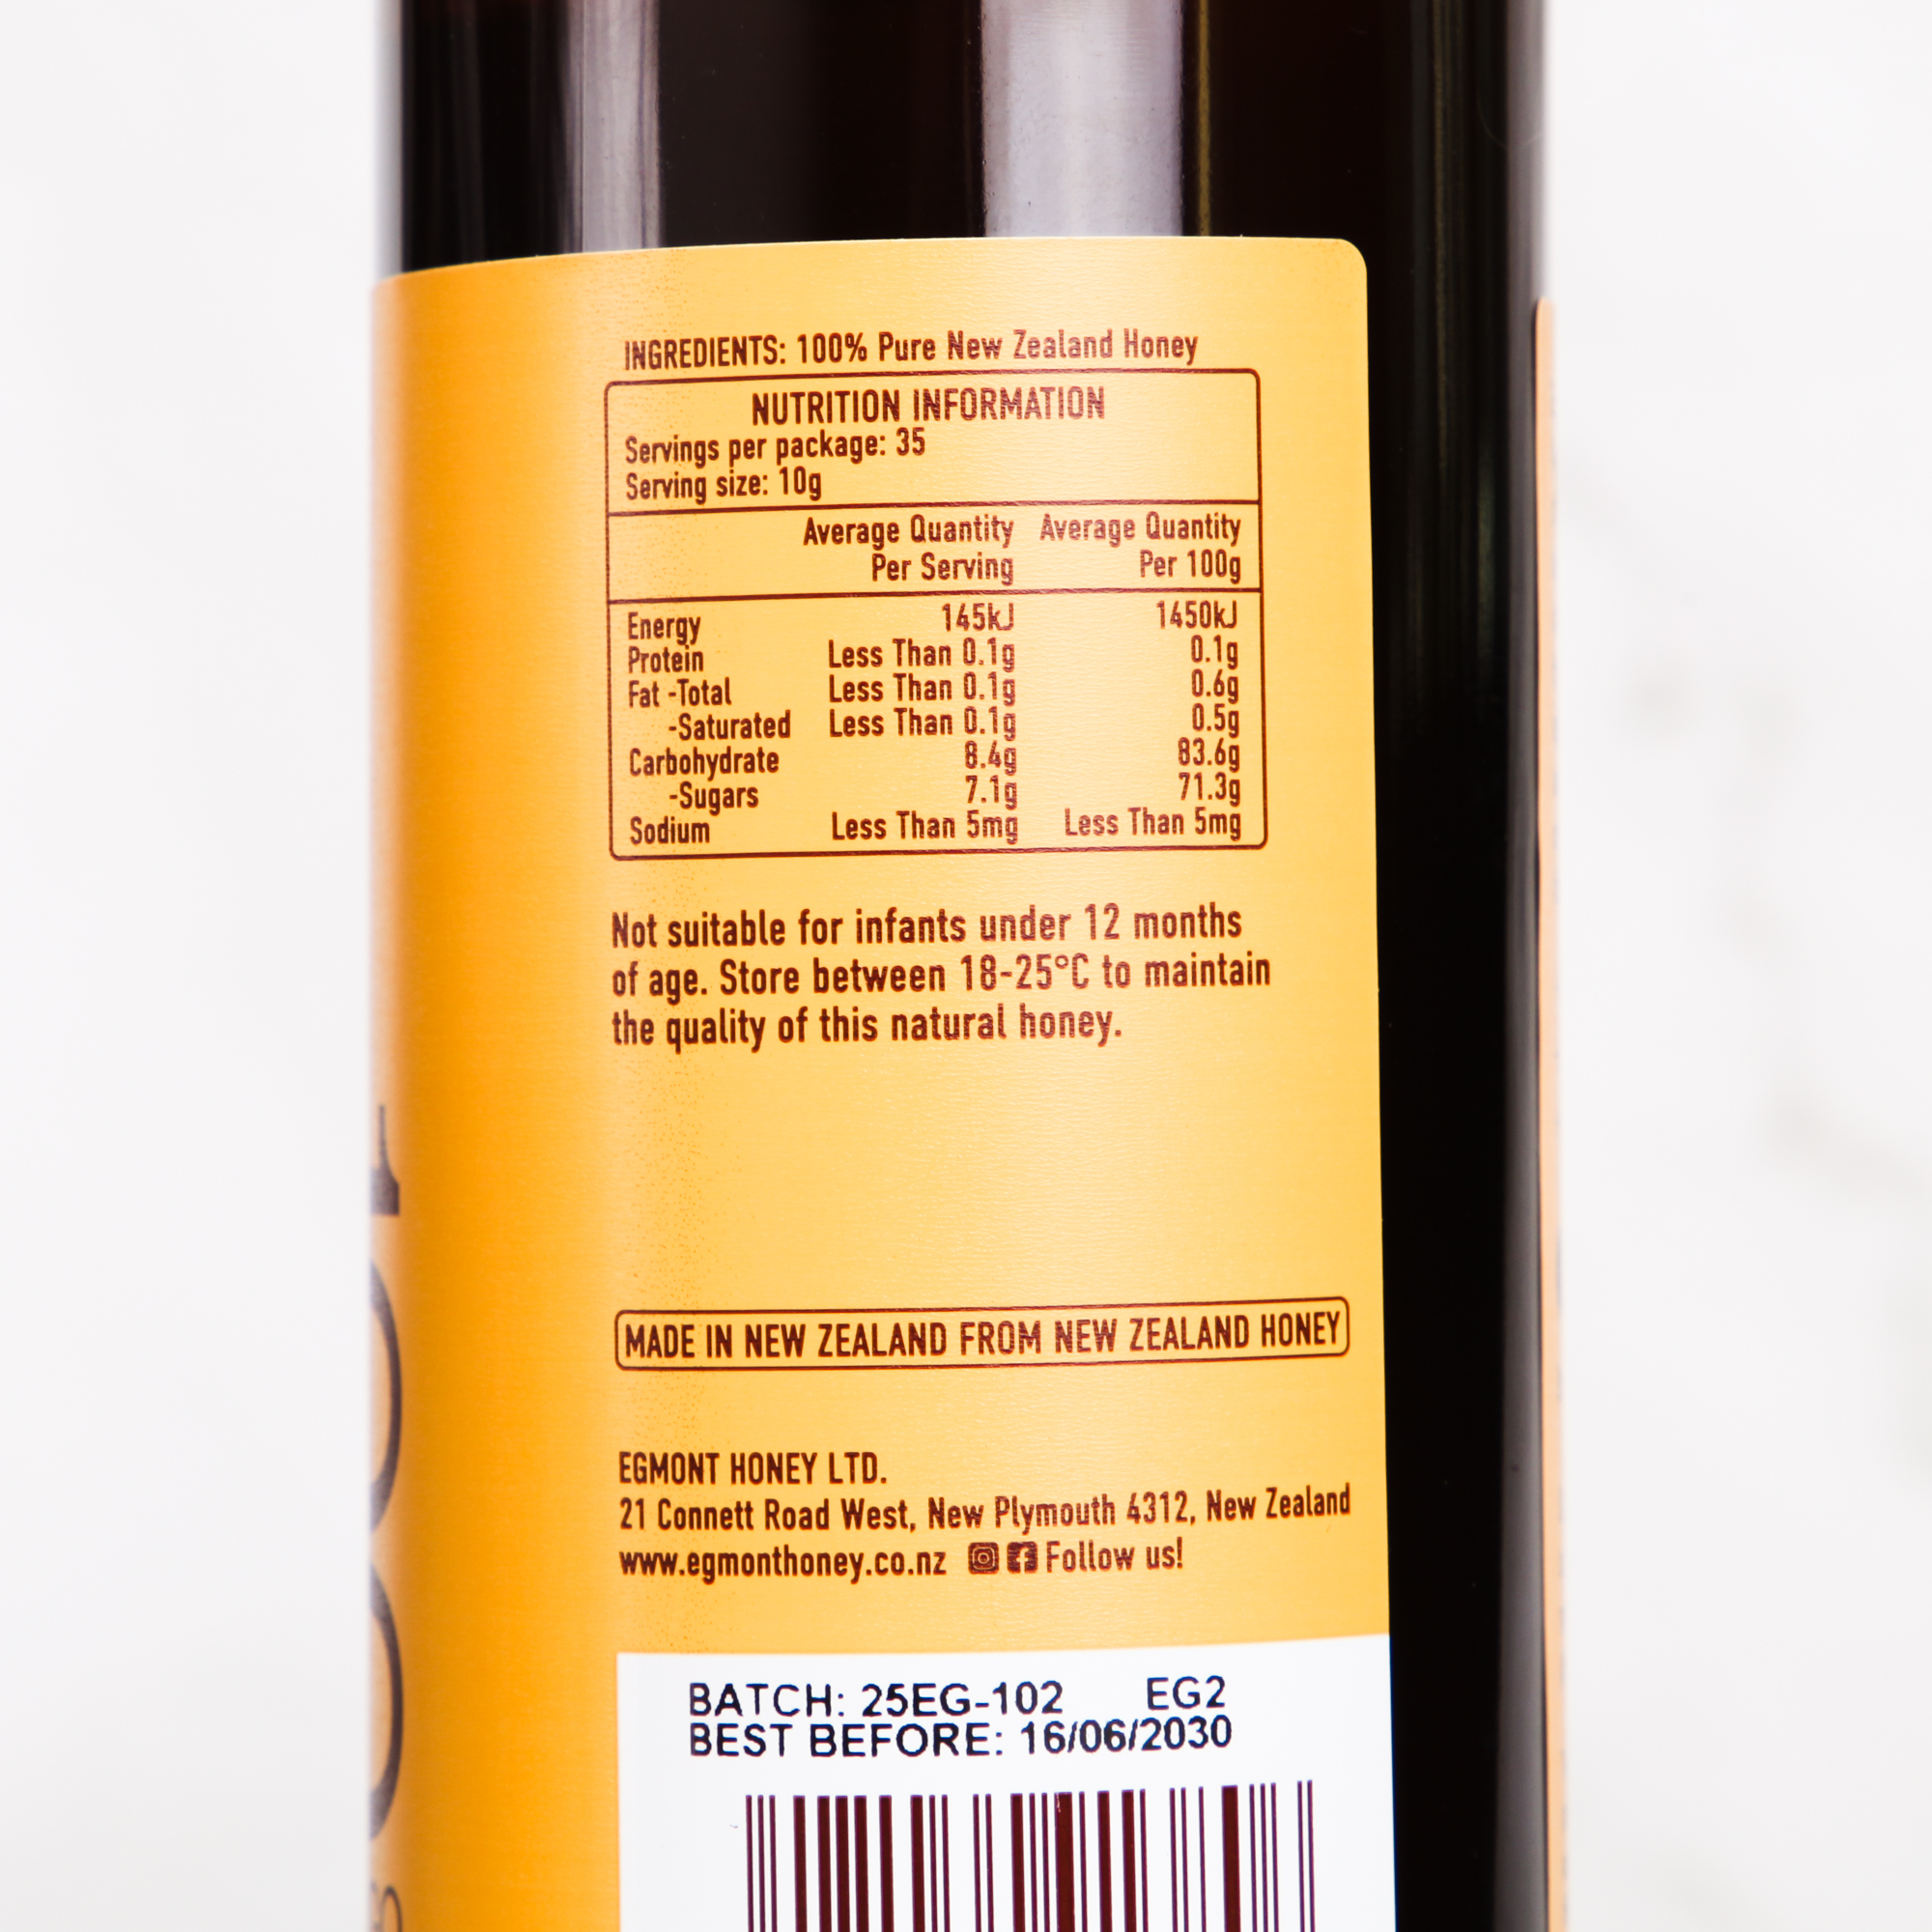 INGREDIENTS: 100% Pure New Zealand Honey
NUTRITION INFORMATION
Servings per package: 35
Serving size: 10g
Average Quantity Average Quantity
Per Serving Per 100g
Energy 145kJ 1450kJ
Protein Less Than 0.1g 0.1g
Fat -Total Less Than 0.1g 0.6g
-Saturated Less Than 0.1g 0.5g
Carbohydrate 8.4g 83.6g
-Sugars 7.1g 71.3g
Sodium Less Than 5mg Less Than 5mg
Not suitable for infants under 12 months
of age. Store between 18-25°C to maintain
the quality of this natural honey.
MADE IN NEW ZEALAND FROM NEW ZEALAND HONEY
EGMONT HONEY LTD.
21 Connett Road West, New Plymouth 4312, New Zealand
www.egmonthoney.co.nz Follow us!
BATCH: 25EG-102 EG2
BEST BEFORE: 16/06/2030